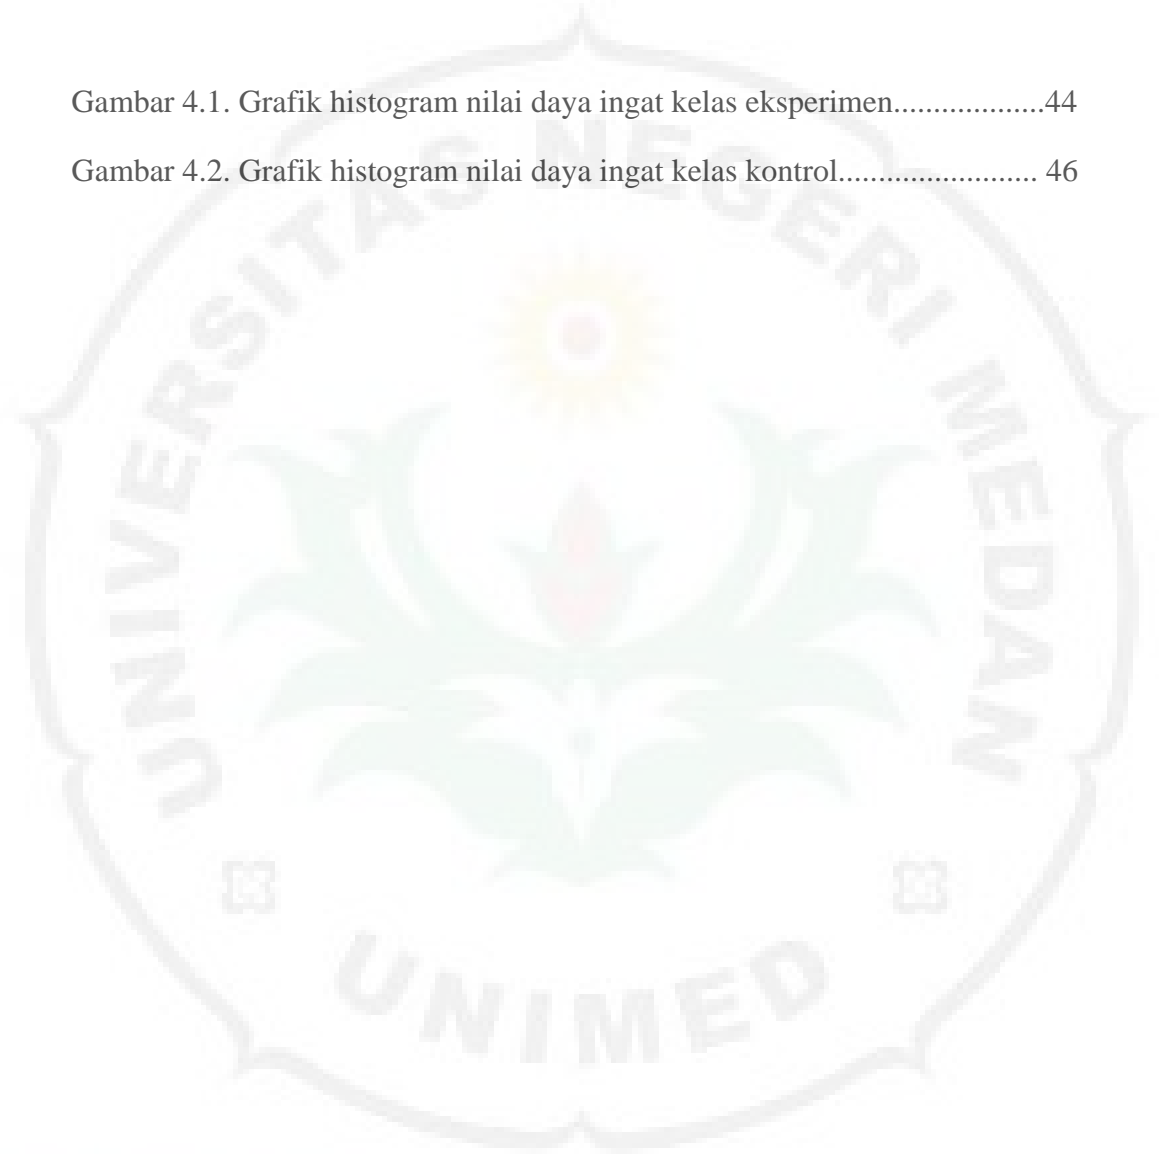 Gambar 4.1. Grafik histogram nilai daya ingat kelas eksperimen...................44
Gambar 4.2. Grafik histogram nilai daya ingat kelas kontrol......................... 46
UNIVERSITAS NEGERI MEDAN
UNIMED